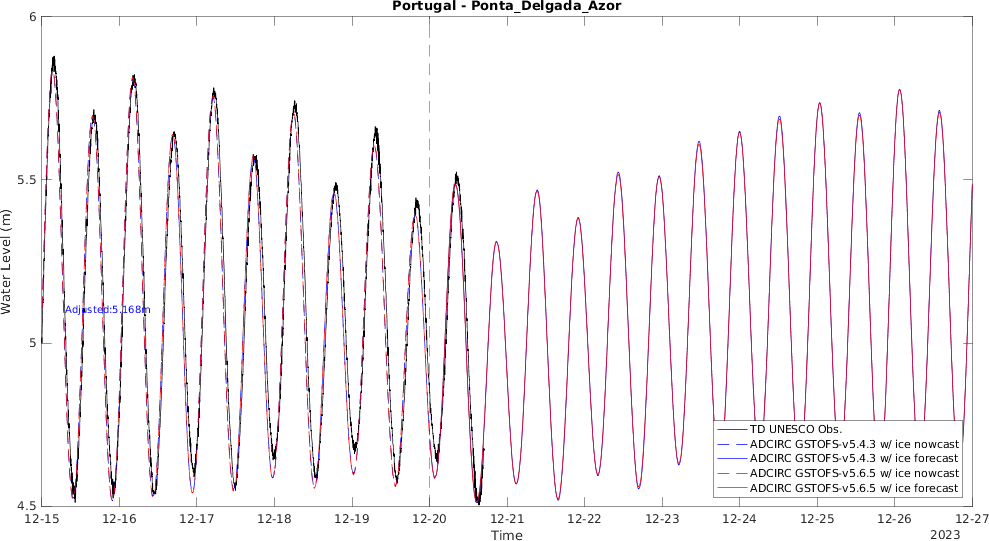 Portugal - Ponta_Delgada_Azor
6
5.5
5
4.5
Water Level (m)
Adjusted:5.168m
TD UNESCO Obs.
ADCIRC GSTOFS-v5.4.3 w/ ice nowcast
ADCIRC GSTOFS-v5.4.3 w/ ice forecast
ADCIRC GSTOFS-v5.6.5 w/ ice nowcast
ADCIRC GSTOFS-v5.6.5 w/ ice forecast
12-15 12-16 12-17 12-18 12-19 12-20 12-21 12-22 12-23 12-24 12-25 12-26 12-27
Time
2023